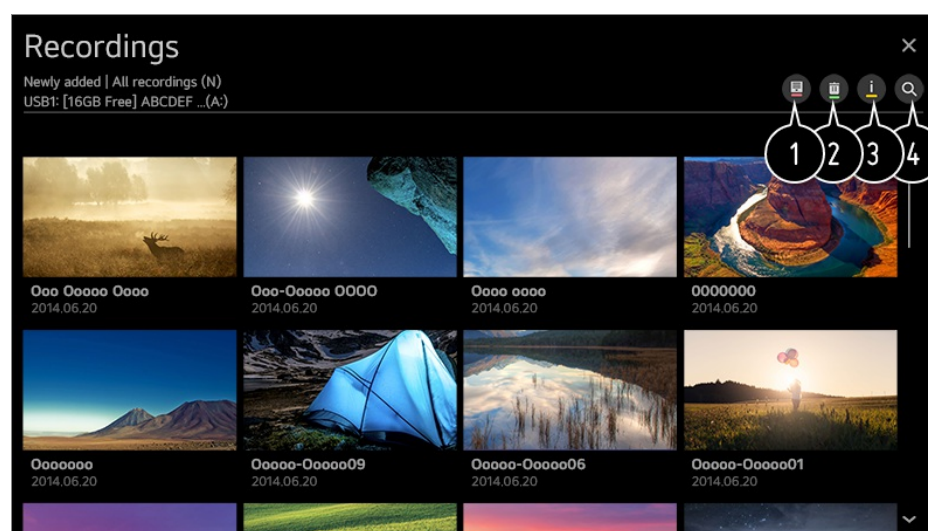 Recordings
Newly added | All recordings (N)
USB1: [16GB Free] ABCDEF ...(A:)
1 2 3 4
Ooo Ooooo Oooo
2014.06.20
Ooo-Ooooo OOOO
2014.06.20
Oooo oooo
2014.06.20
OOOOOOO
2014.06.20
Ooooooo
2014.06.20
Ooooo-Ooooo09
2014.06.20
Ooooo-Ooooo06
2014.06.20
Ooooo-Ooooo01
2014.06.20